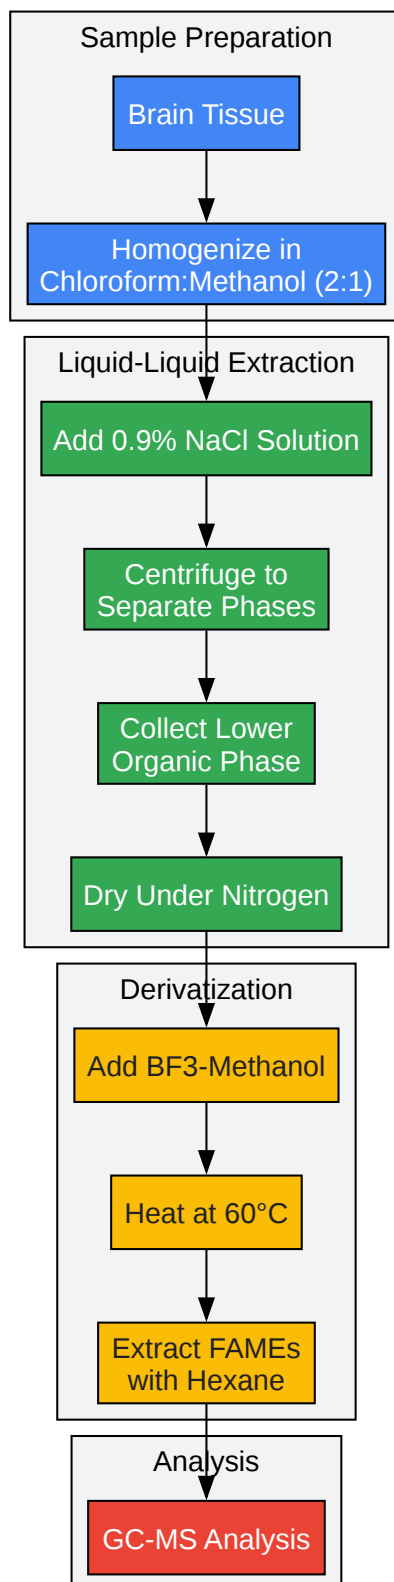 Sample Preparation
Brain Tissue
Homogenize in
Chloroform:Methanol (2:1)
Liquid-Liquid Extraction
Add 0.9% NaCl Solution
Centrifuge to
Separate Phases
Collect Lower
Organic Phase
Dry Under Nitrogen
Derivatization
Add BF3-Methanol
Heat at 60°C
Extract FAMEs
with Hexane
Analysis
GC-MS Analysis